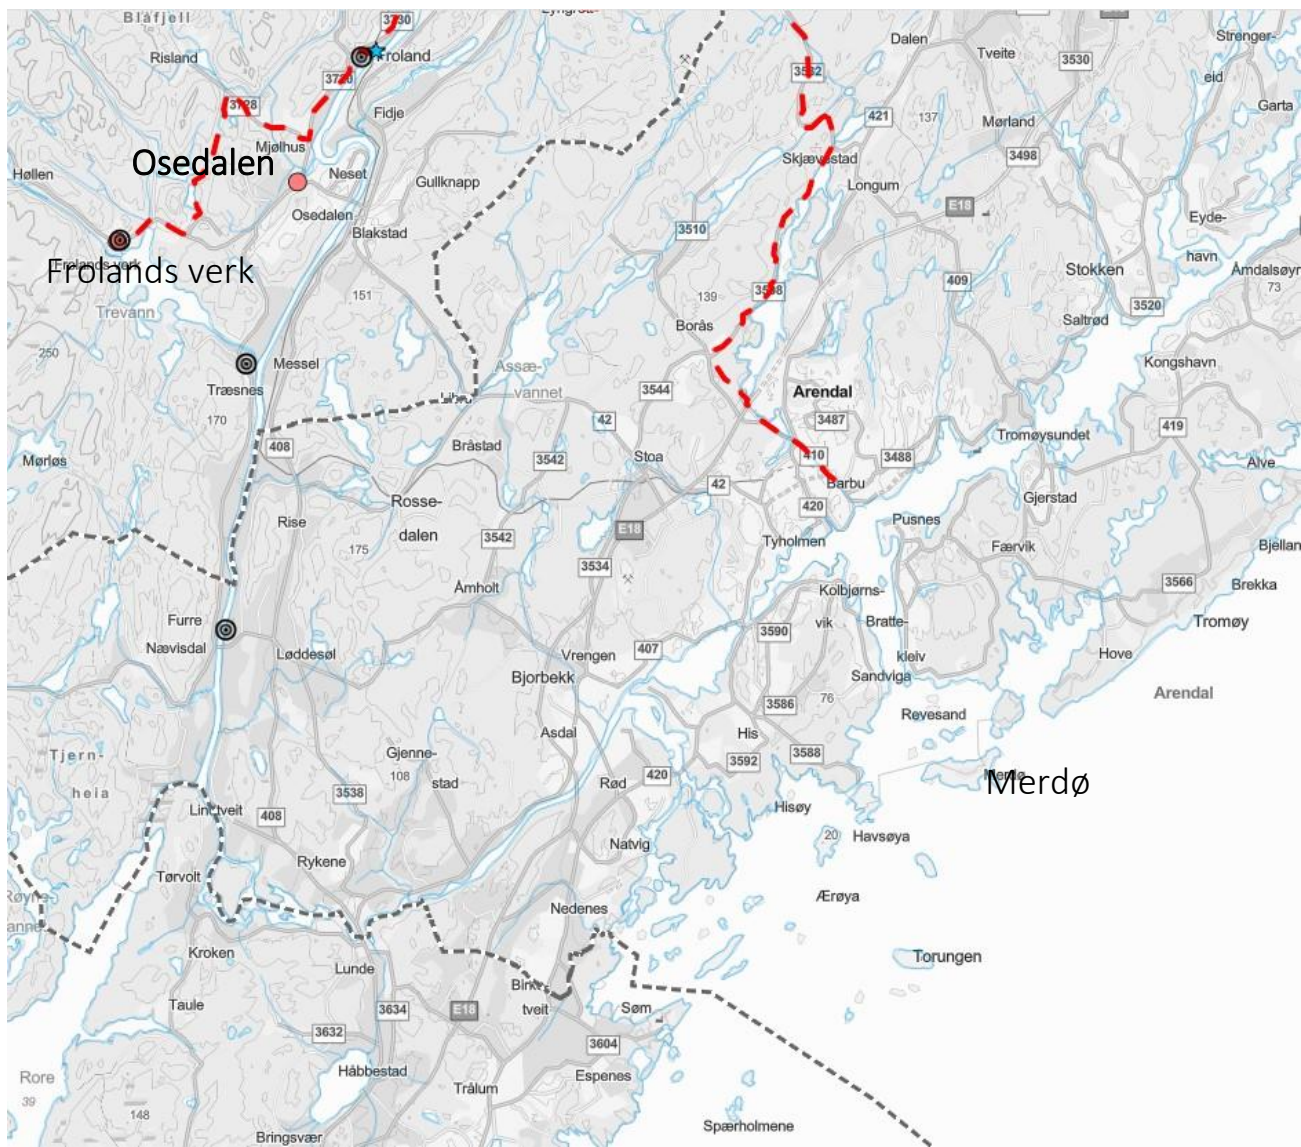 Blåfjell
3730
Froland
Risland
Dalen
Tveite
3530
Strenger-
eid
3532
3728
Fidje
421
137
Garta
Mørland
Mjølhus
Osedalen
Skjævestad
3498
Høllen
Neset
Gullknapp
Longum
Osedalen
E18
Eyde-
havn
Blakstad
3510
Frolands verk
Frolands verk
Stokken
Åmdalsøyr
73
409
151
139
3508
3520
Trevann
Borås
Saltrød
250
Messel
Assæ-
vannet
Kongshavn
Træsnes
3544
Arendal
170
42
3487
419
408
Bråstad
Tromøysundet
Mørløs
3542
Stoa
410
3488
Alve
42
Barbu
Rosse-
dalen
Gjerstad
420
Rise
E18
Pusnes
175
3542
Tyholmen
Færvik
Bjellan
3534
3566
Brekka
Åmholt
Kolbjørns-
vik
Furre
Bratte-
kleiv
Tromøy
3590
Nævisdal
Løddesøl
Vrengen
407
Hove
Bjorbekk
Sandviga
Arendal
76
3586
Revesand
Asdal
His
Tjern-
heia
Gjenne-
stad
108
3592
3588
Rød
420
Merdø
Merdø
3538
Hisøy
Lindtveit
408
20
Havsøya
Natvig
Rykene
Tørvolt
Ærøya
Nedenes
Kroken
Torungen
Lunde
Taule
3634
E18
Søm
3632
3604
Håbbestad
Espenes
Rore
39
Trålum
148
Spærholmene
Bringsvær